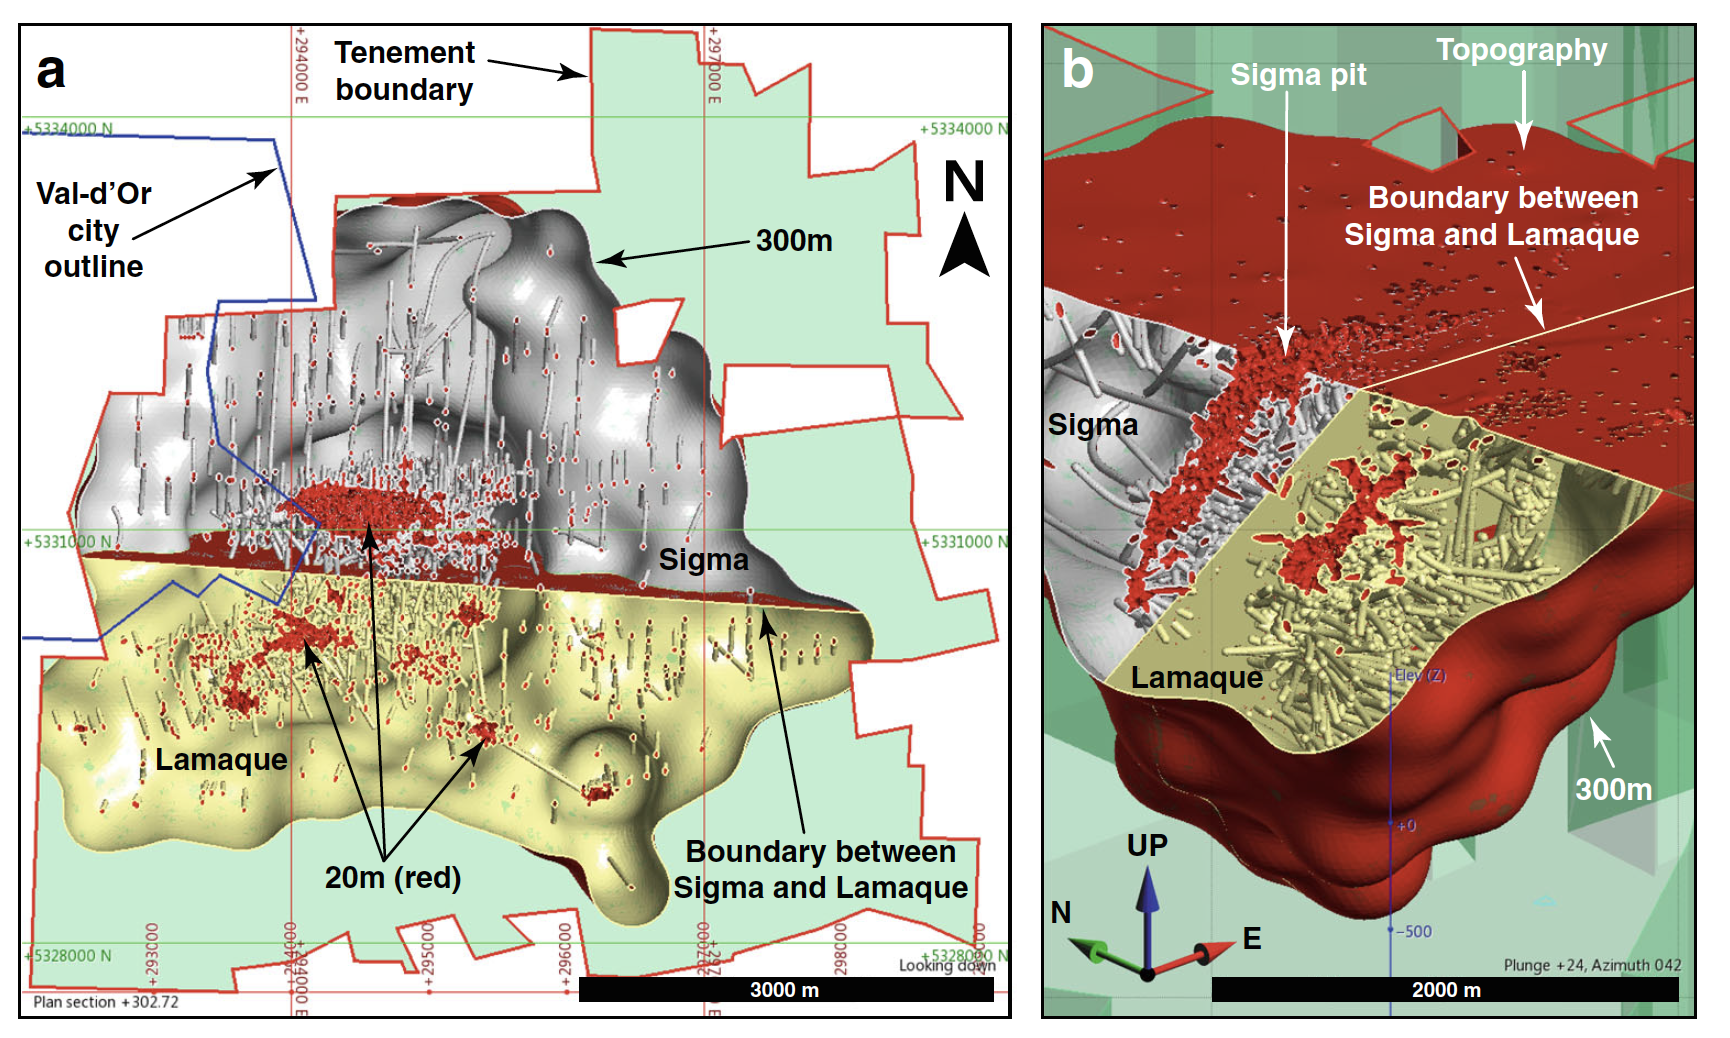 a
Tenement
boundary
+294000 E
+297000 E
+5334000 N
+5334000 N
Val-d’Or
city
outline
N
300m
+5331000 N
+5331000 N
Sigma
Lamaque
20m (red)
Boundary between
Sigma and Lamaque
+5328000 N
+5328000 N
+293000
+295000
+296000
298000
Looking down
Plan section +302.72
3000 m
b
Sigma pit
Topography
Boundary between
Sigma and Lamaque
Sigma
Lamaque
Elev (Z)
+0
−500
300m
UP
N
E
Plunge +24, Azimuth 042
2000 m